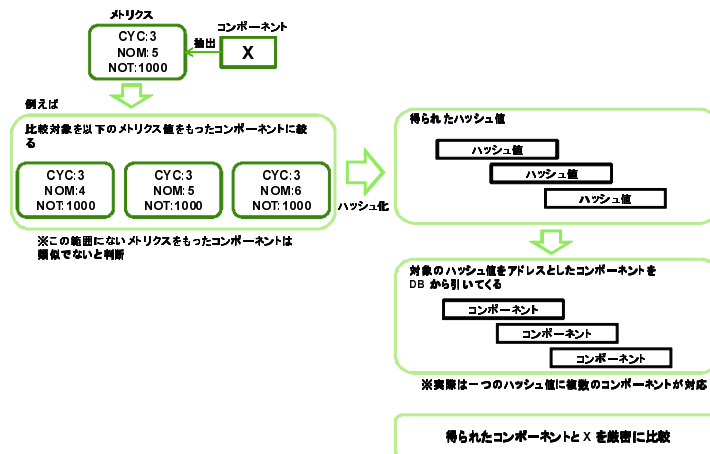 メトリクス
コンポーネント
CYC:3
NOM:5
NOT:1000
抽出
X
例えば
比較対象を以下のメトリクス値をもったコンポーネントに絞
る
CYC:3
NOM:4
NOT:1000
CYC:3
NOM:5
NOT:1000
CYC:3
NOM:6
NOT:1000
※この範囲にないメトリクスをもったコンポーネントは
類似でないと判断
ハッシュ化
得られたハッシュ値
ハッシュ値
ハッシュ値
ハッシュ値
対象のハッシュ値をアドレスとしたコンポーネントを
DB から引いてくる
コンポーネント
コンポーネント
コンポーネント
※実際は一つのハッシュ値に複数のコンポーネントが対応
得られたコンポーネントと X を厳密に比較